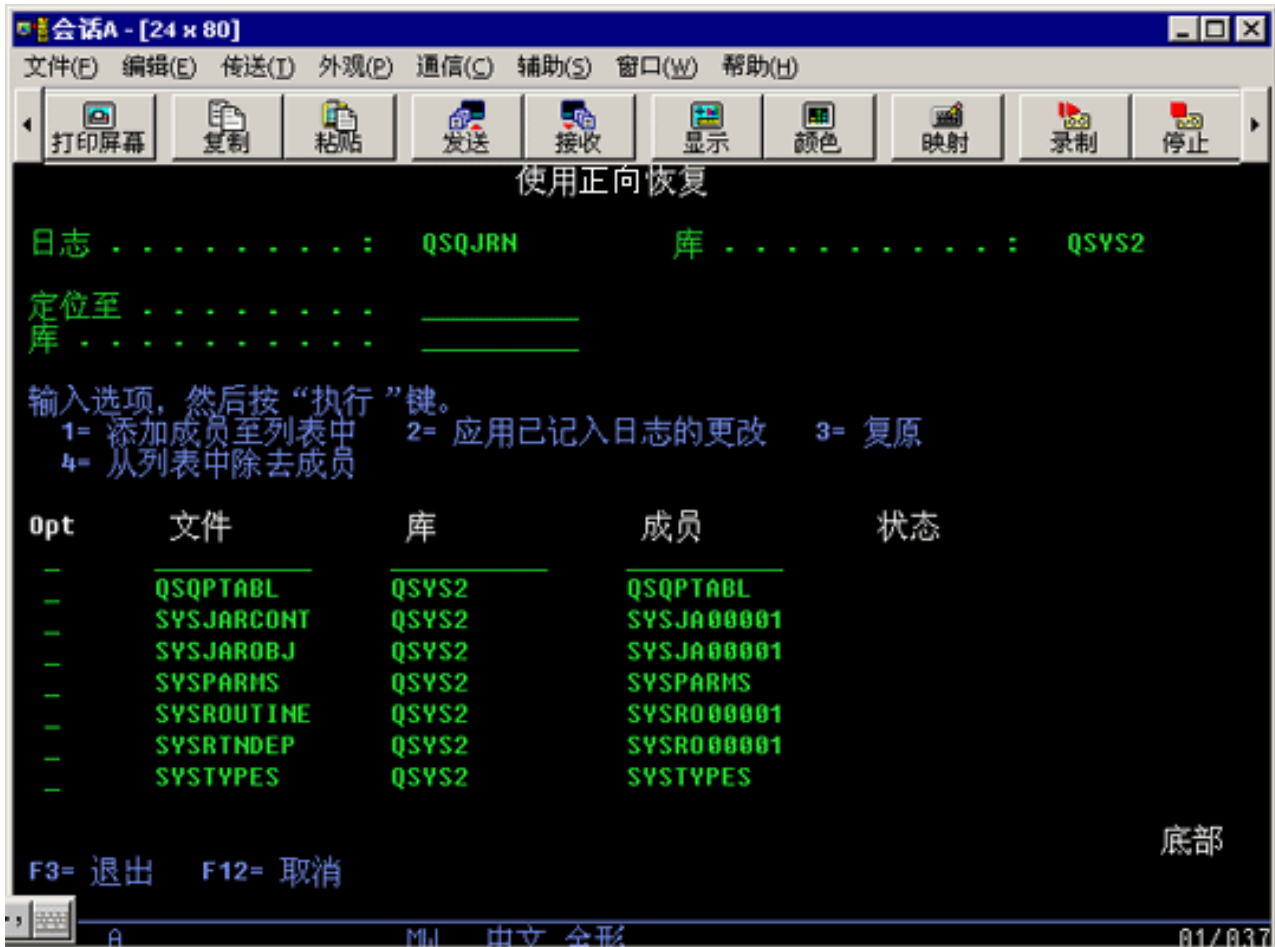 会话A - [24 x 80]
文件(F) 编辑(E) 传送(T) 外观(P) 通信(C) 辅助(S) 窗口(W) 帮助(H)
打印屏幕 复制 粘贴 发送 接收 显示 颜色 映射 录制 停止
使用正向恢复
日志 . . . . . . . . . : QSQJRN 库 . . . . . . . . . . : QSYS2
定位至 . . . . . . . . __________
库 . . . . . . . . . . __________
输入选项, 然后按 “执行 ”键。
1= 添加成员至列表中 2= 应用已记入日志的更改 3= 复原
4= 从列表中除去成员
Opt 文件 库 成员 状态
_ __________ __________ __________
_ QSQPTABL QSYS2 QSQPTABL
_ SYSJARCONT QSYS2 SYSJA00001
_ SYSJAROBJ QSYS2 SYSJA00001
_ SYSPARMS QSYS2 SYSPARMS
_ SYSROUTINE QSYS2 SYSRO00001
_ SYSRTNDEP QSYS2 SYSRO00001
_ SYSTYPES QSYS2 SYSTYPES
底部
F3= 退出 F12= 取消
A MW 中文 全形 01/037